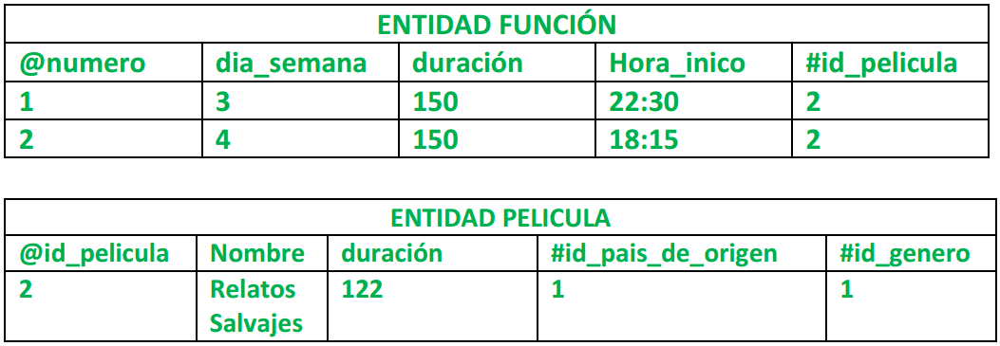 ENTIDAD FUNCIÓN
@numero dia_semana duración Hora_inico #id_pelicula
1 3 150 22:30 2
2 4 150 18:15 2
ENTIDAD PELICULA
@id_pelicula Nombre duración #id_pais_de_origen #id_genero
2 Relatos 122 1 1
Salvajes